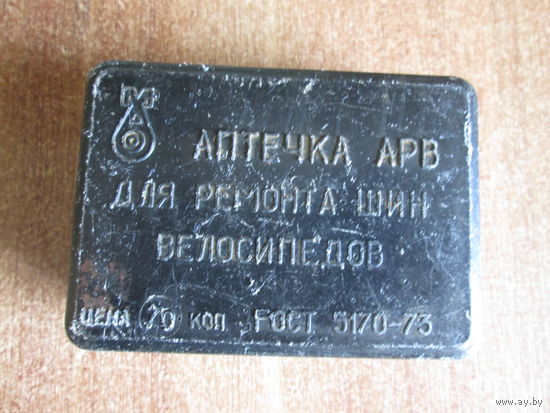 АПТЕЧКА АРВ
ДЛЯ РЕМОНТА ШИН
ВЕЛОСИПЕДОВ
ЦЕНА 70 КОП ГОСТ 5170-73
www.ay.by